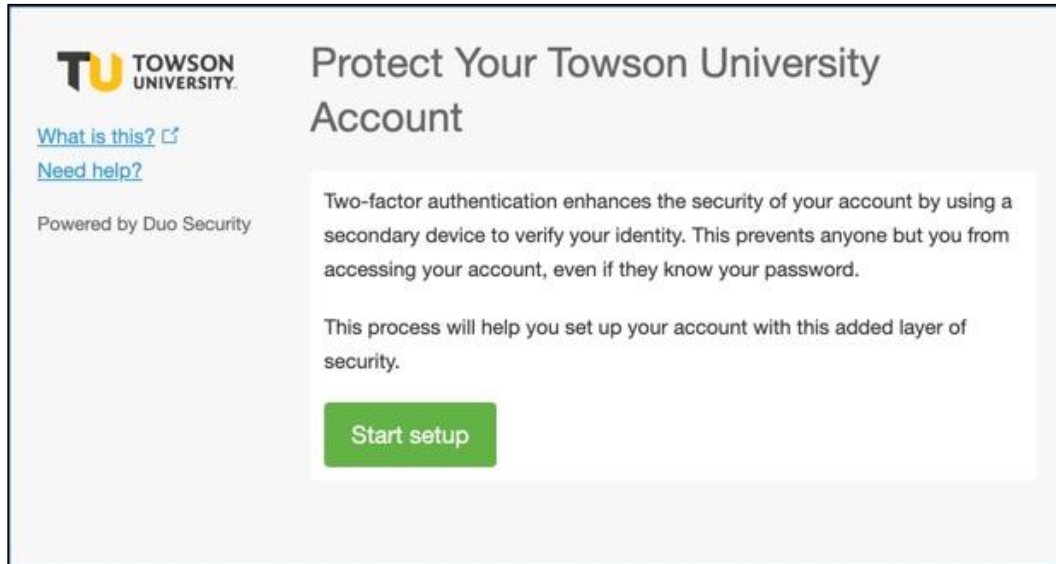 TU TOWSON
UNIVERSITY.
What is this?
Need help?
Powered by Duo Security
Protect Your Towson University
Account
Two-factor authentication enhances the security of your account by using a
secondary device to verify your identity. This prevents anyone but you from
accessing your account, even if they know your password.
This process will help you set up your account with this added layer of
security.
Start setup